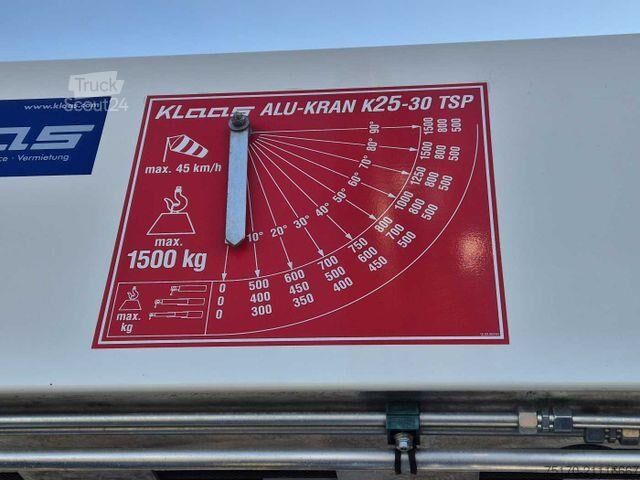 Truck
Scout24
www.klaas.com
aas
ce · Vermietung
KLAAS ALU-KRAN K25-30 TSP
max. 45 km/h
max.
1500 kg
max.
kg
10° 20° 30° 40° 50° 60° 70° 80° 90°
0 500 600 700 750 800 1000 1250 1500 1500
0 400 450 500 600 700 800 800 800 800
0 300 350 400 450 500 500 500 500 500